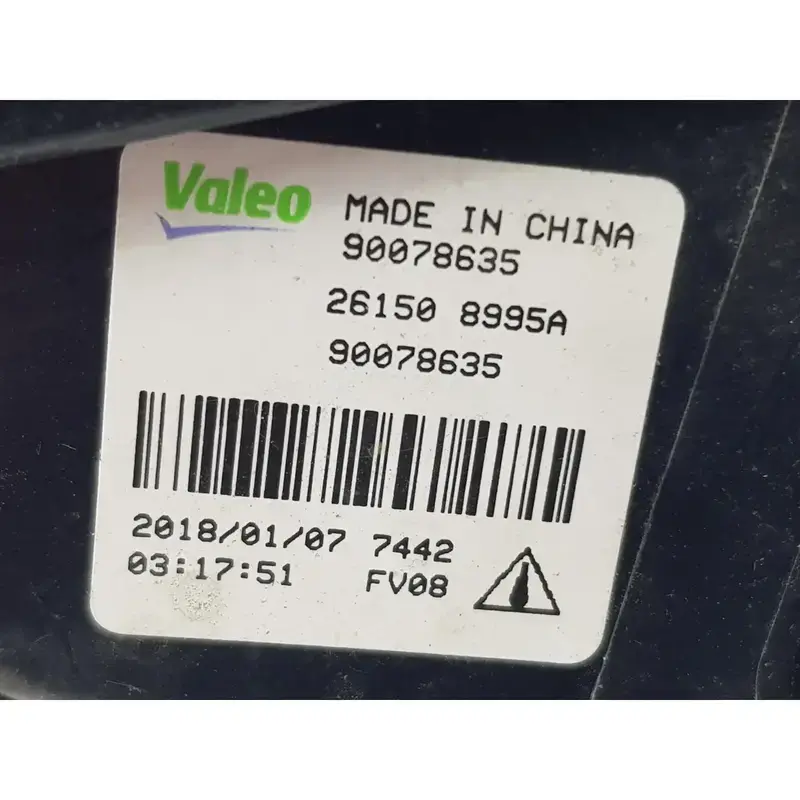 Valeo
MADE IN CHINA
90078635
26150 8995A
90078635
2018/01/07 7442
03:17:51 FV08